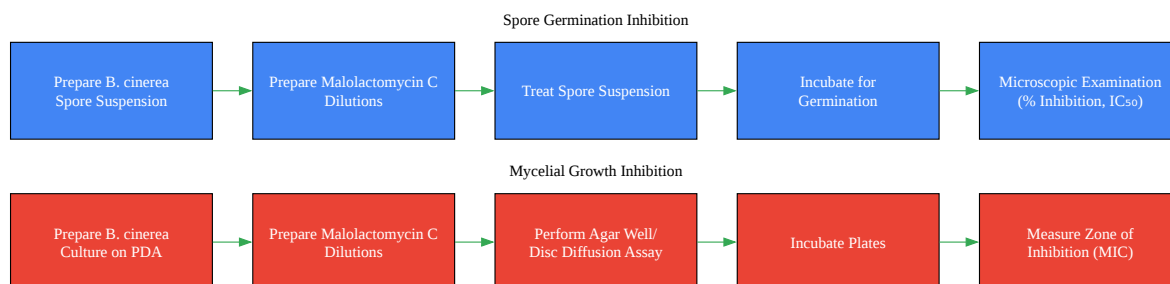 Spore Germination Inhibition
Prepare B. cinerea
Spore Suspension
Prepare Malolactomycin C
Dilutions
Treat Spore Suspension
Incubate for
Germination
Microscopic Examination
(% Inhibition, IC₅₀)
Mycelial Growth Inhibition
Prepare B. cinerea
Culture on PDA
Prepare Malolactomycin C
Dilutions
Perform Agar Well/
Disc Diffusion Assay
Incubate Plates
Measure Zone of
Inhibition (MIC)